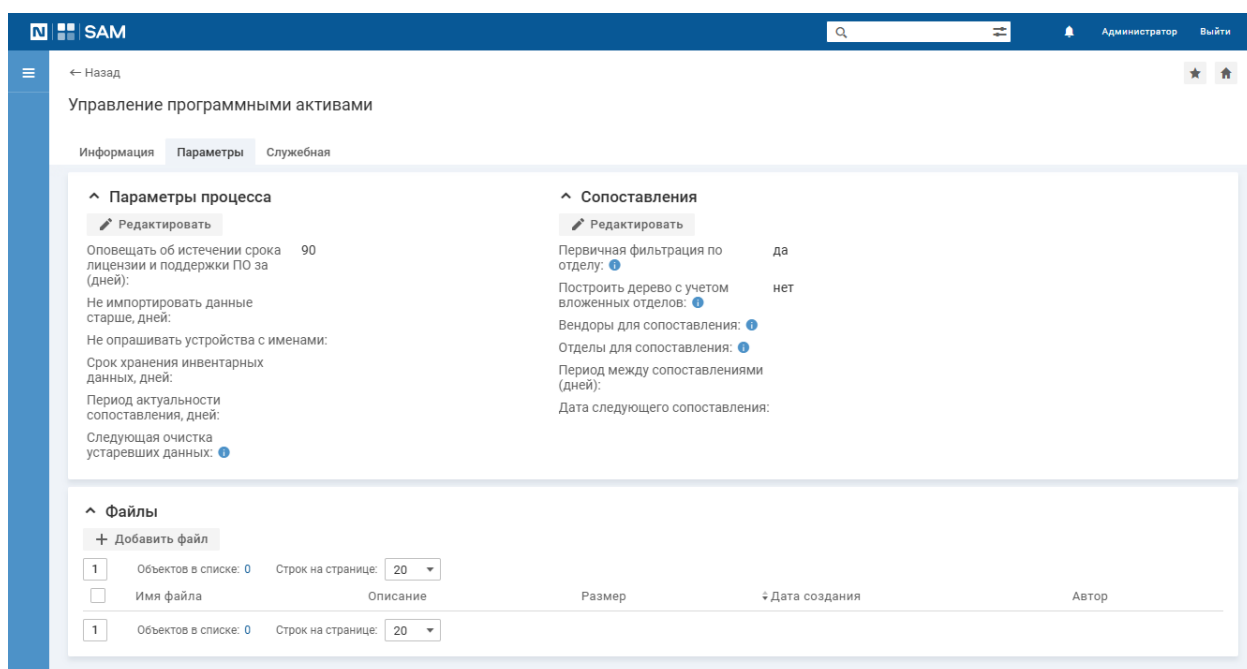 N SAM
Администратор Выйти
← Назад
Управление программными активами
Информация Параметры Служебная
Параметры процесса
Редактировать
Оповещать об истечении срока 90
лицензии и поддержки ПО за
(дней):
Не импортировать данные
старше, дней:
Не опрашивать устройства с именами:
Срок хранения инвентарных
данных, дней:
Период актуальности
сопоставления, дней:
Следующая очистка
устаревших данных:
Сопоставления
Редактировать
Первичная фильтрация по да
отделу:
Построить дерево с учетом нет
вложенных отделов:
Вендоры для сопоставления:
Отделы для сопоставления:
Период между сопоставлениями
(дней):
Дата следующего сопоставления:
Файлы
+ Добавить файл
1 Объектов в списке: 0 Строк на странице: 20
Имя файла Описание Размер Дата создания Автор
1 Объектов в списке: 0 Строк на странице: 20